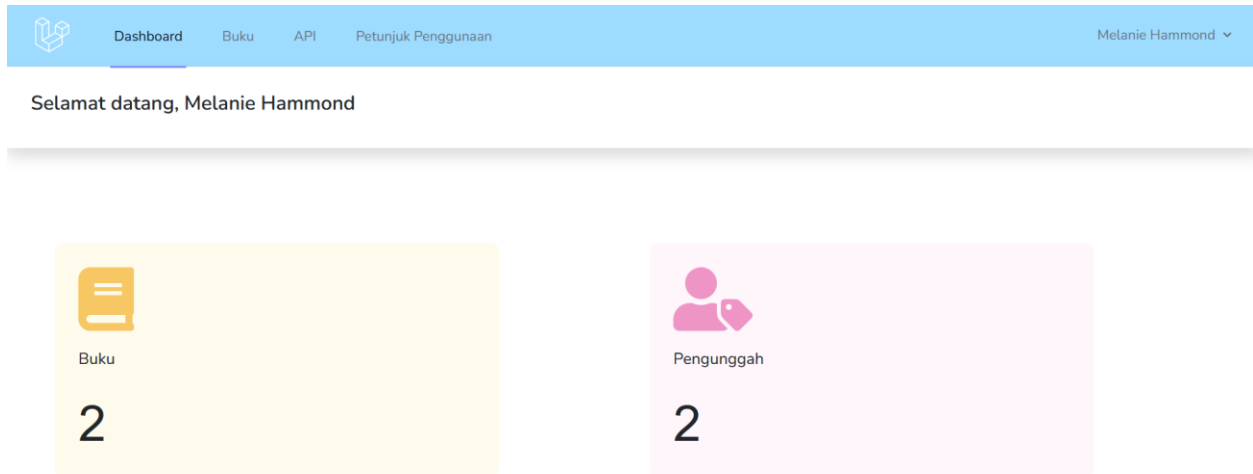 Dashboard Buku API Petunjuk Penggunaan Melanie Hammond
Selamat datang, Melanie Hammond
Buku
2
Pengunggah
2